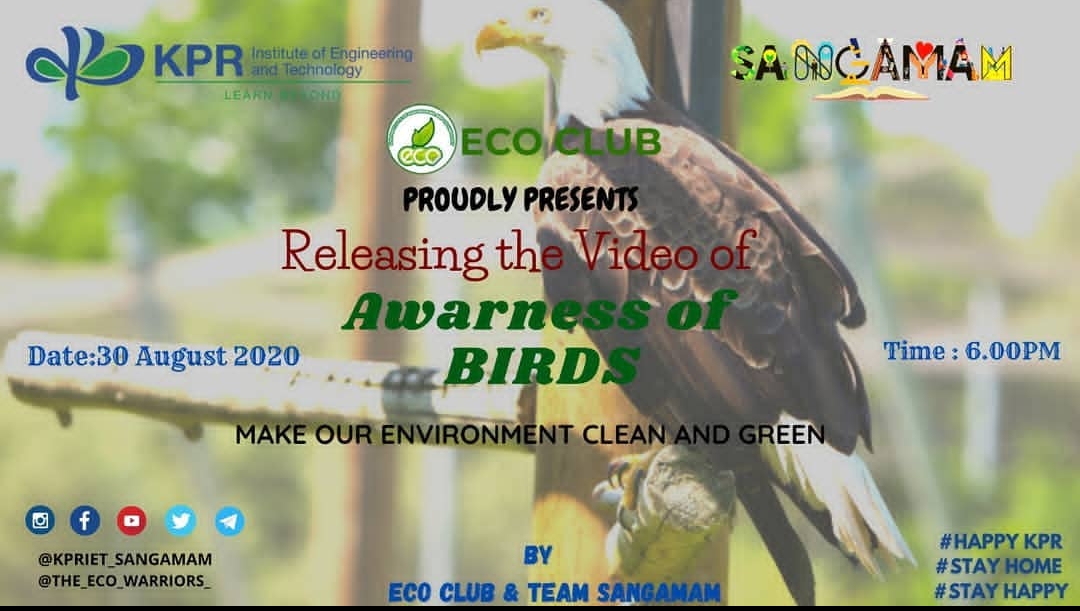 KPR Institute of Engineering
and Technology
LEARN BEYOND
SANGAMAM
eco
ECO CLUB
PROUDLY PRESENTS
Releasing the Video of
Awarness of
BIRDS
Date:30 August 2020
Time : 6.00PM
MAKE OUR ENVIRONMENT CLEAN AND GREEN
@KPRIET_SANGAMAM
@THE_ECO_WARRIORS_
BY
ECO CLUB & TEAM SANGAMAM
#HAPPY KPR
#STAY HOME
#STAY HAPPY